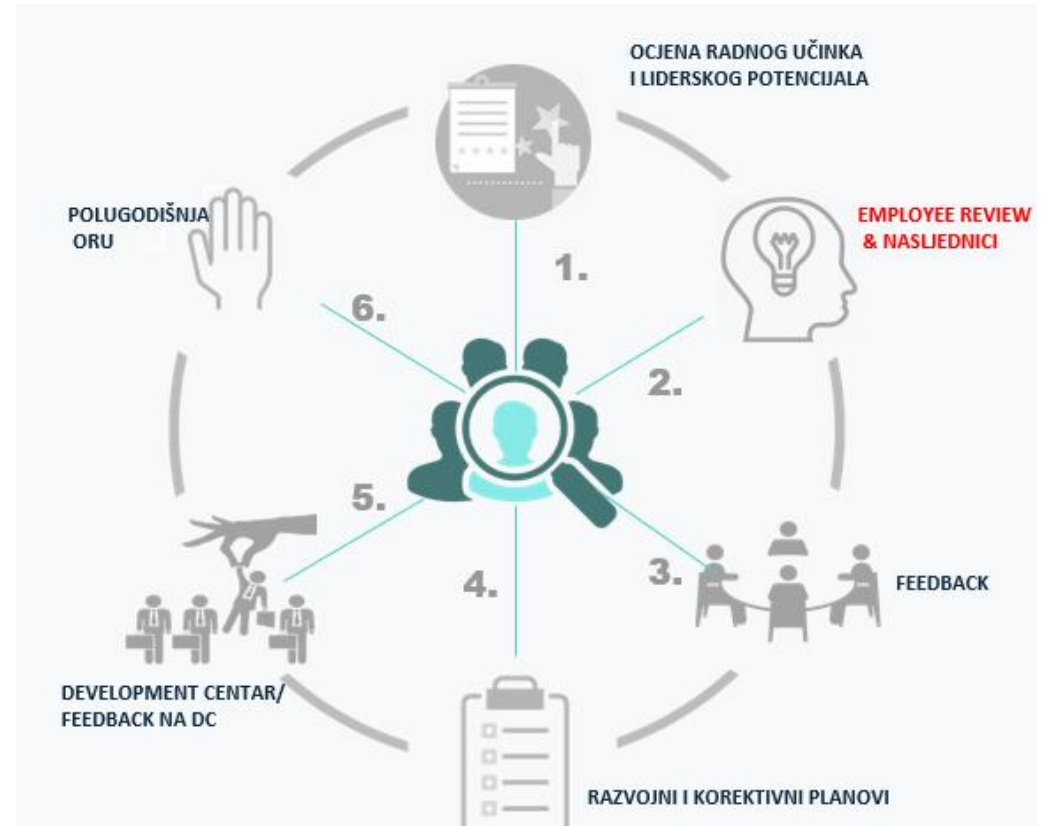 OCJENA RADNOG UČINKA
I LIDERSKOG POTENCIJALA
1.
EMPLOYEE REVIEW
& NASLJEDNICI
2.
3.
FEEDBACK
4.
RAZVOJNI I KOREKTIVNI PLANOVI
5.
DEVELOPMENT CENTAR/
FEEDBACK NA DC
6.
POLUGODIŠNJA
ORU